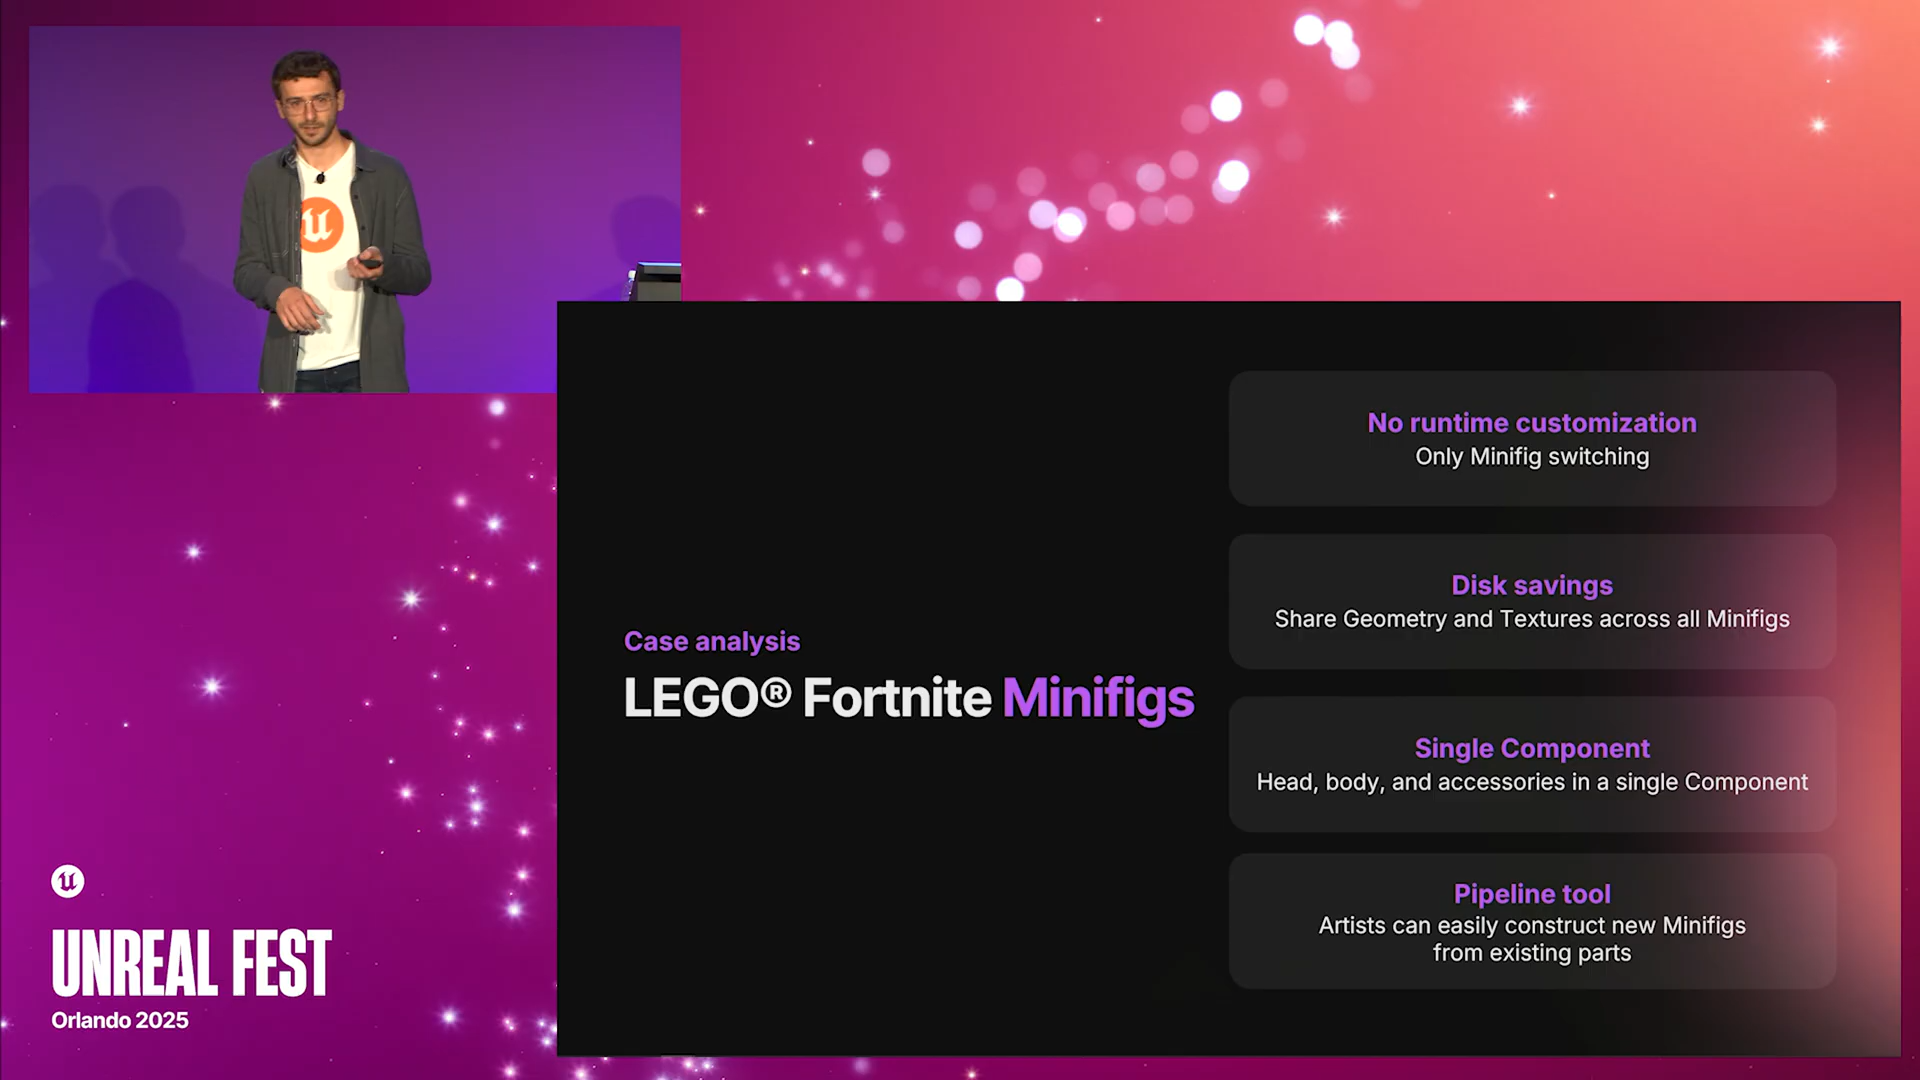 Case analysis
LEGO® Fortnite Minifigs
No runtime customization
Only Minifig switching
Disk savings
Share Geometry and Textures across all Minifigs
Single Component
Head, body, and accessories in a single Component
Pipeline tool
Artists can easily construct new Minifigs
from existing parts
UNREAL FEST
Orlando 2025